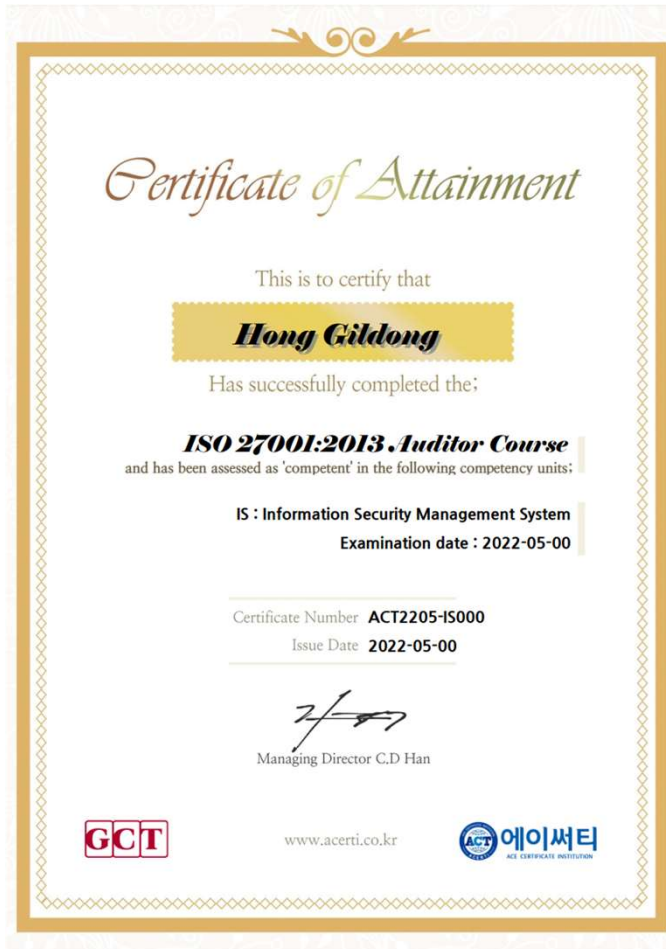 Certificate of Attainment
This is to certify that
Hong Gildong
Has successfully completed the;
ISO 27001:2013 Auditor Course
and has been assessed as 'competent' in the following competency units;
IS : Information Security Management System
Examination date : 2022-05-00
Certificate Number ACT2205-IS000
Issue Date 2022-05-00
Managing Director C.D Han
GCT
www.acerti.co.kr
ACT 에이써티
ACE CERTIFICATE INSTITUTION